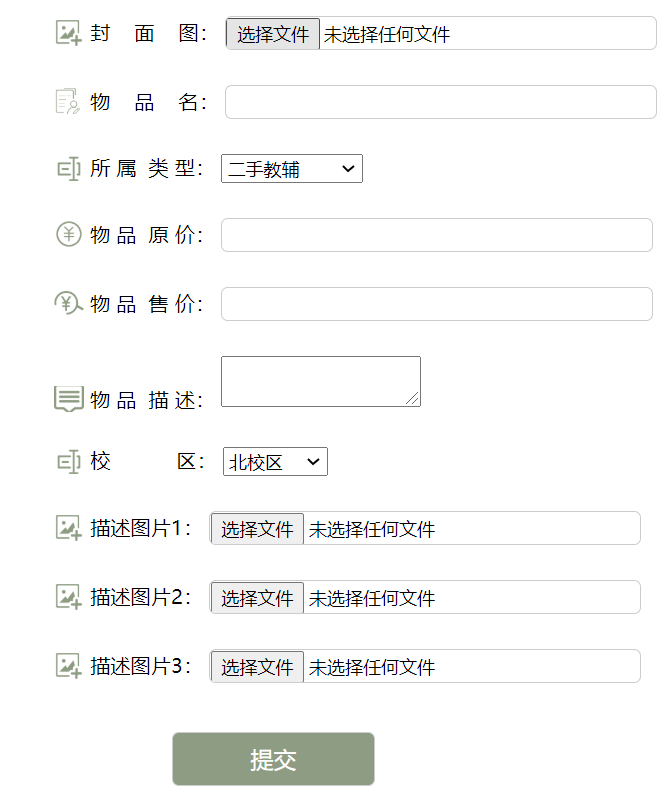 封 面 图： 选择文件 未选择任何文件
物 品 名：
所 属 类 型： 二手教辅
物 品 原 价：
物 品 售 价：
物 品 描 述：
校 区： 北校区
描述图片1： 选择文件 未选择任何文件
描述图片2： 选择文件 未选择任何文件
描述图片3： 选择文件 未选择任何文件
提交